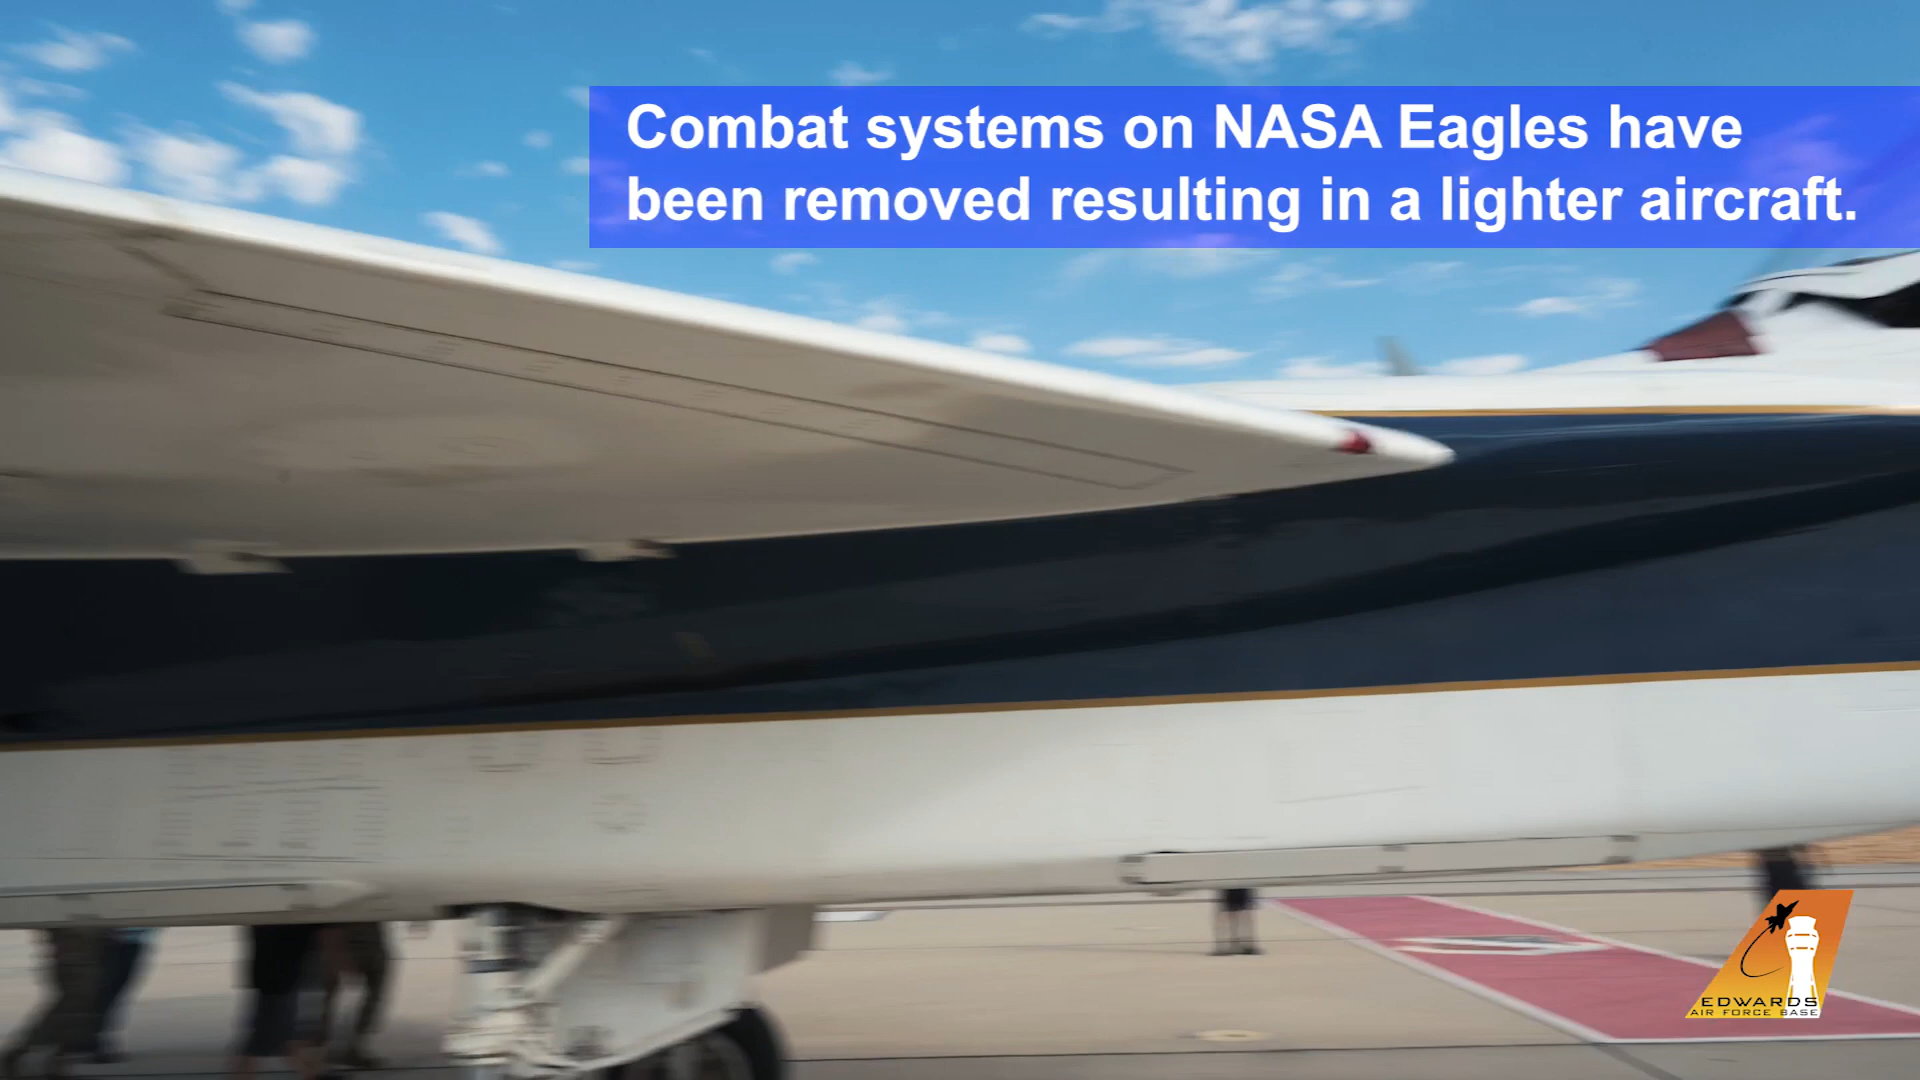 Combat systems on NASA Eagles have
been removed resulting in a lighter aircraft.
EDWARDS
AIR FORCE BASE